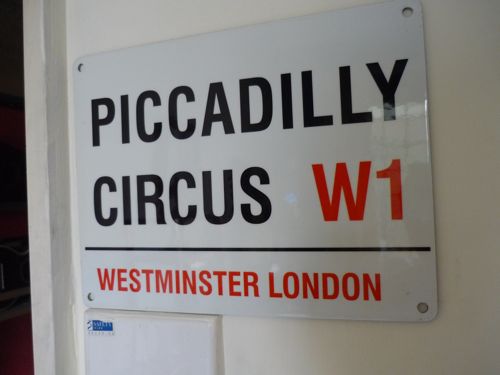 PICCADILLY
CIRCUS W1
WESTMINSTER LONDON